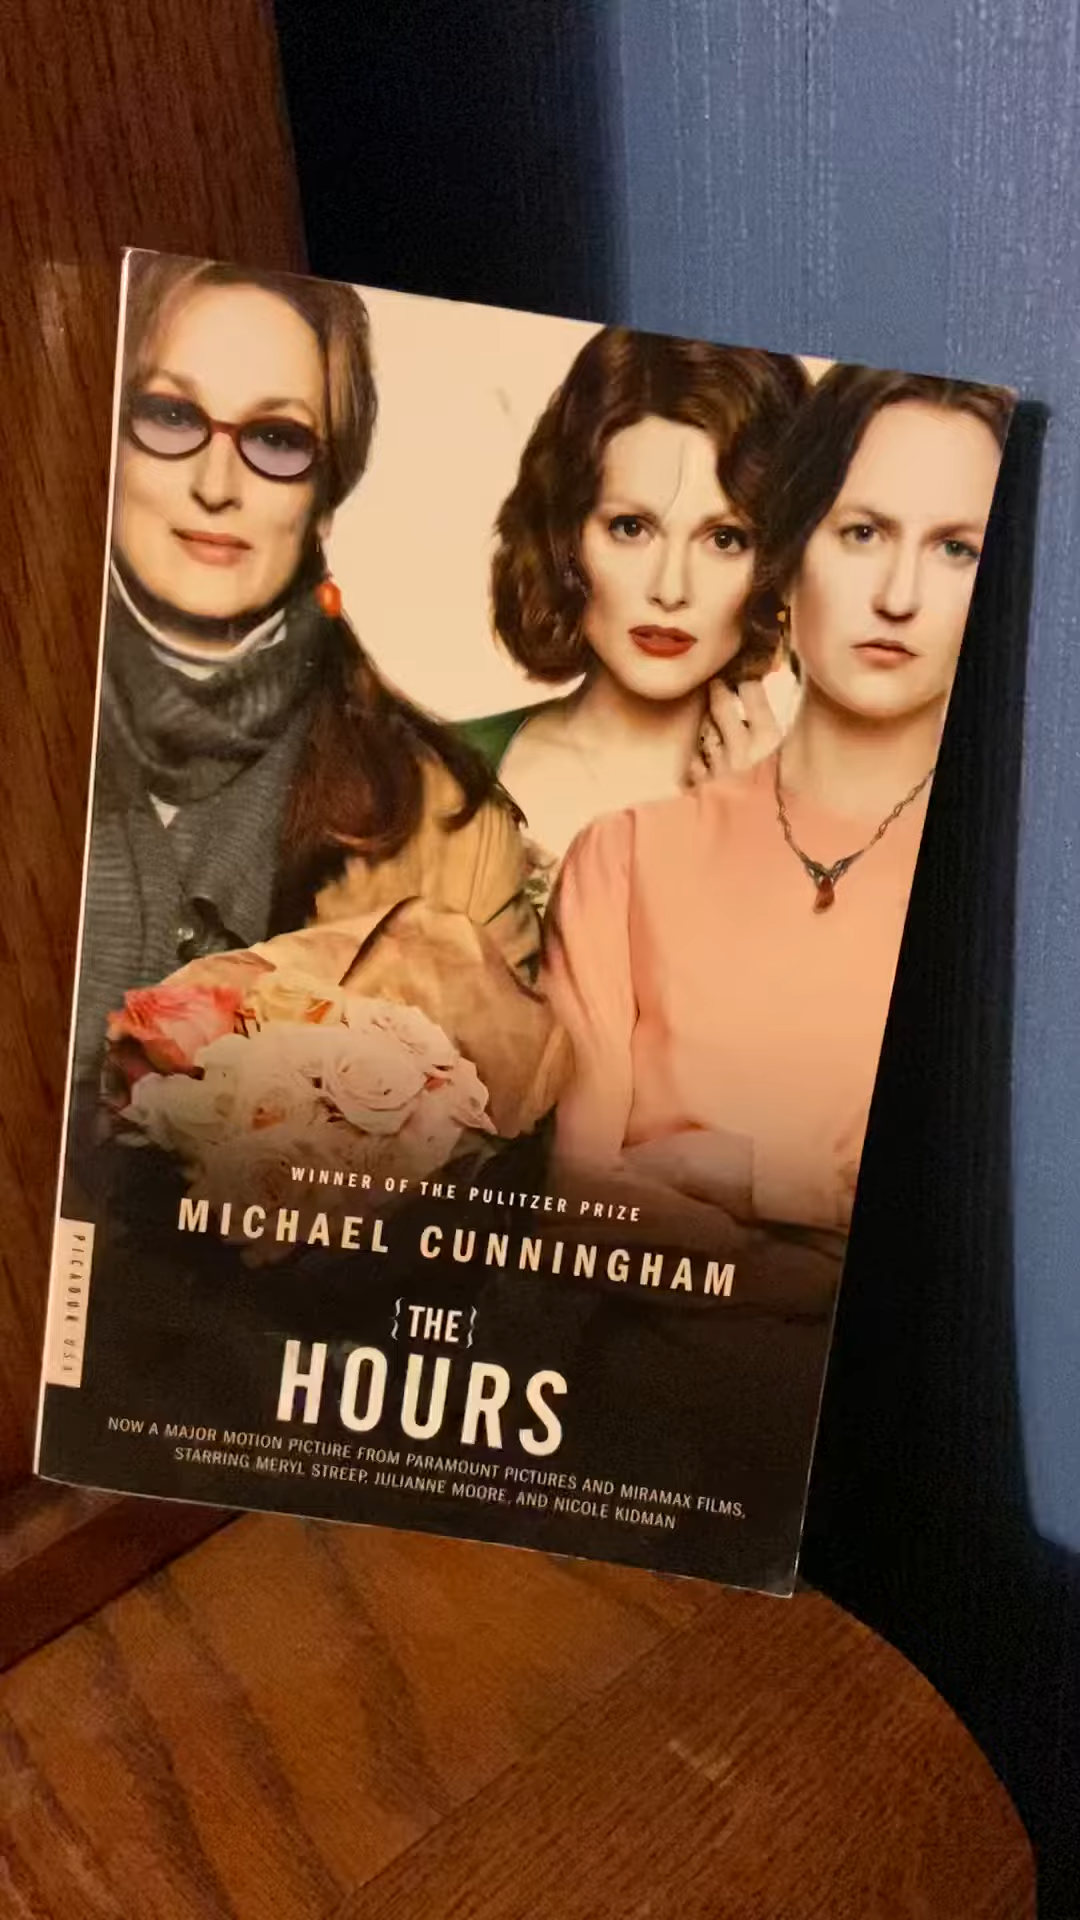 WINNER OF THE PULITZER PRIZE
MICHAEL CUNNINGHAM
{THE}
HOURS
NOW A MAJOR MOTION PICTURE FROM PARAMOUNT PICTURES AND MIRAMAX FILMS,
STARRING MERYL STREEP, JULIANNE MOORE, AND NICOLE KIDMAN
PICADOR USA